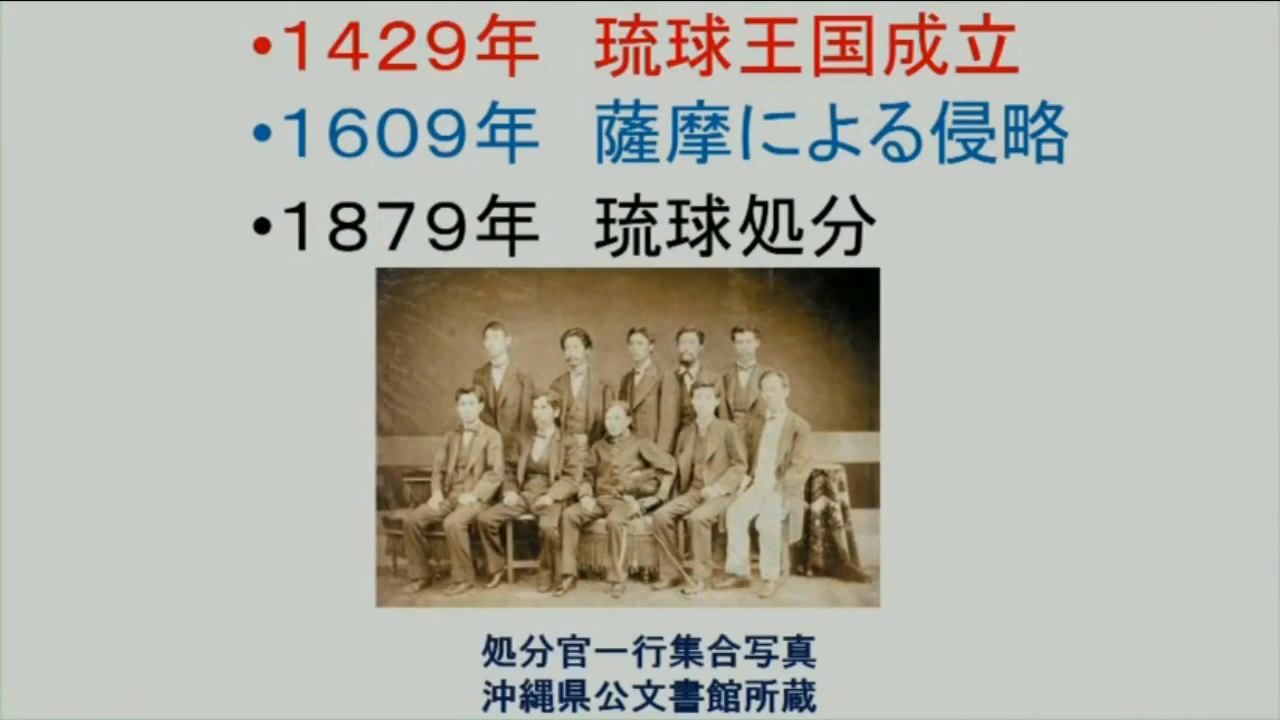 •1429年　琉球王国成立
•1609年　薩摩による侵略
•1879年　琉球処分
処分官一行集合写真
沖縄県公文書館所蔵